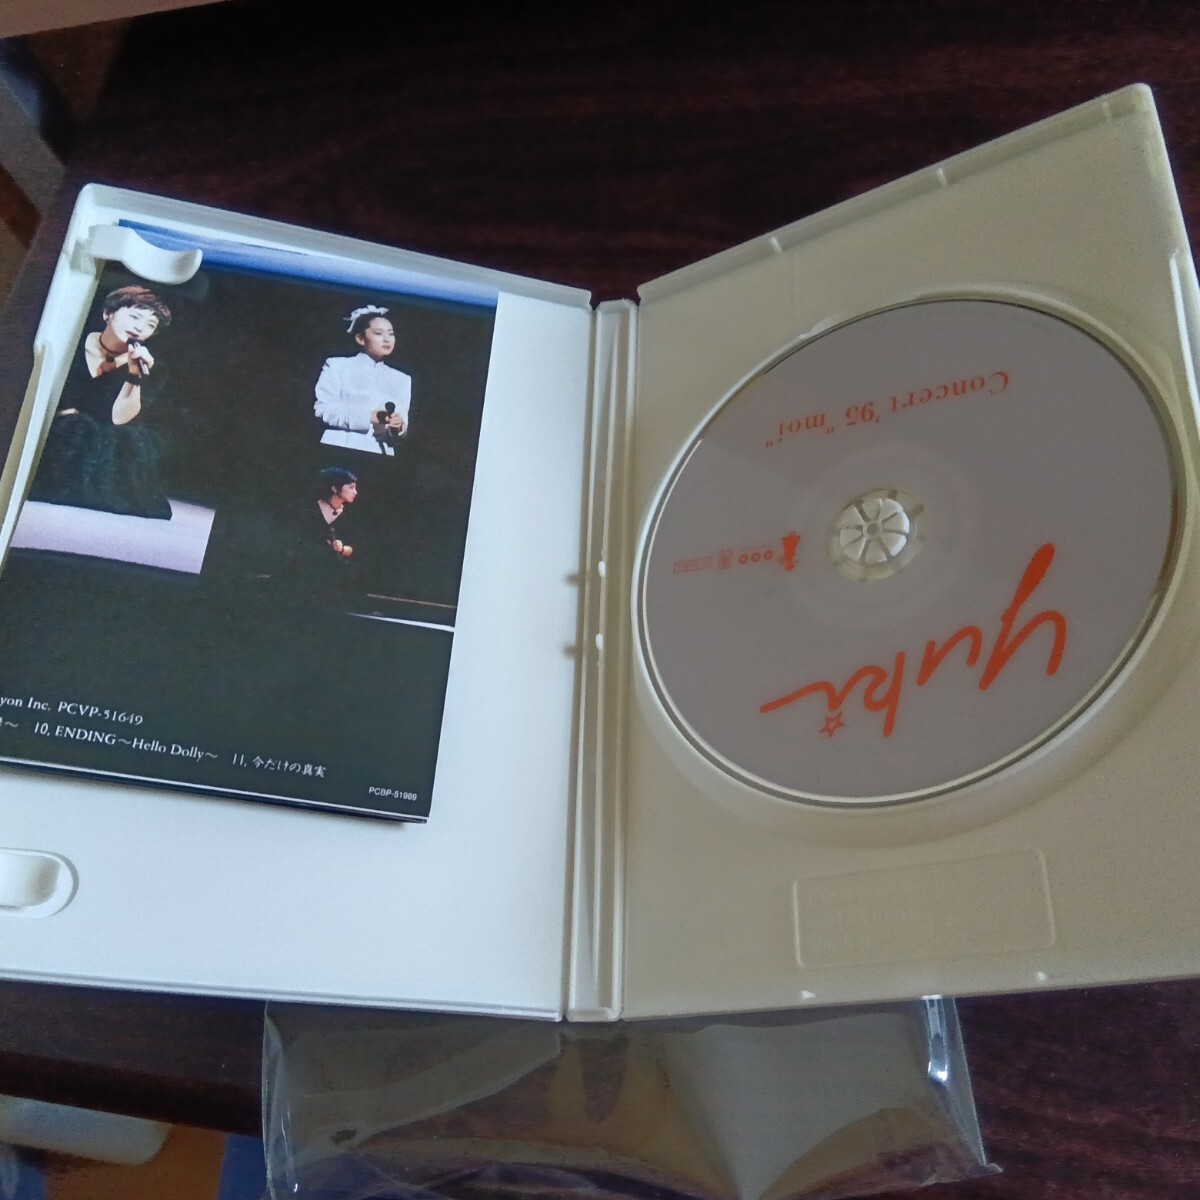 yon Inc. PCVP-51649
～ 10, ENDING～Hello Dolly～ 11, 今だけの真実
PCBP-51989
yuki
Concert '95 "moi"